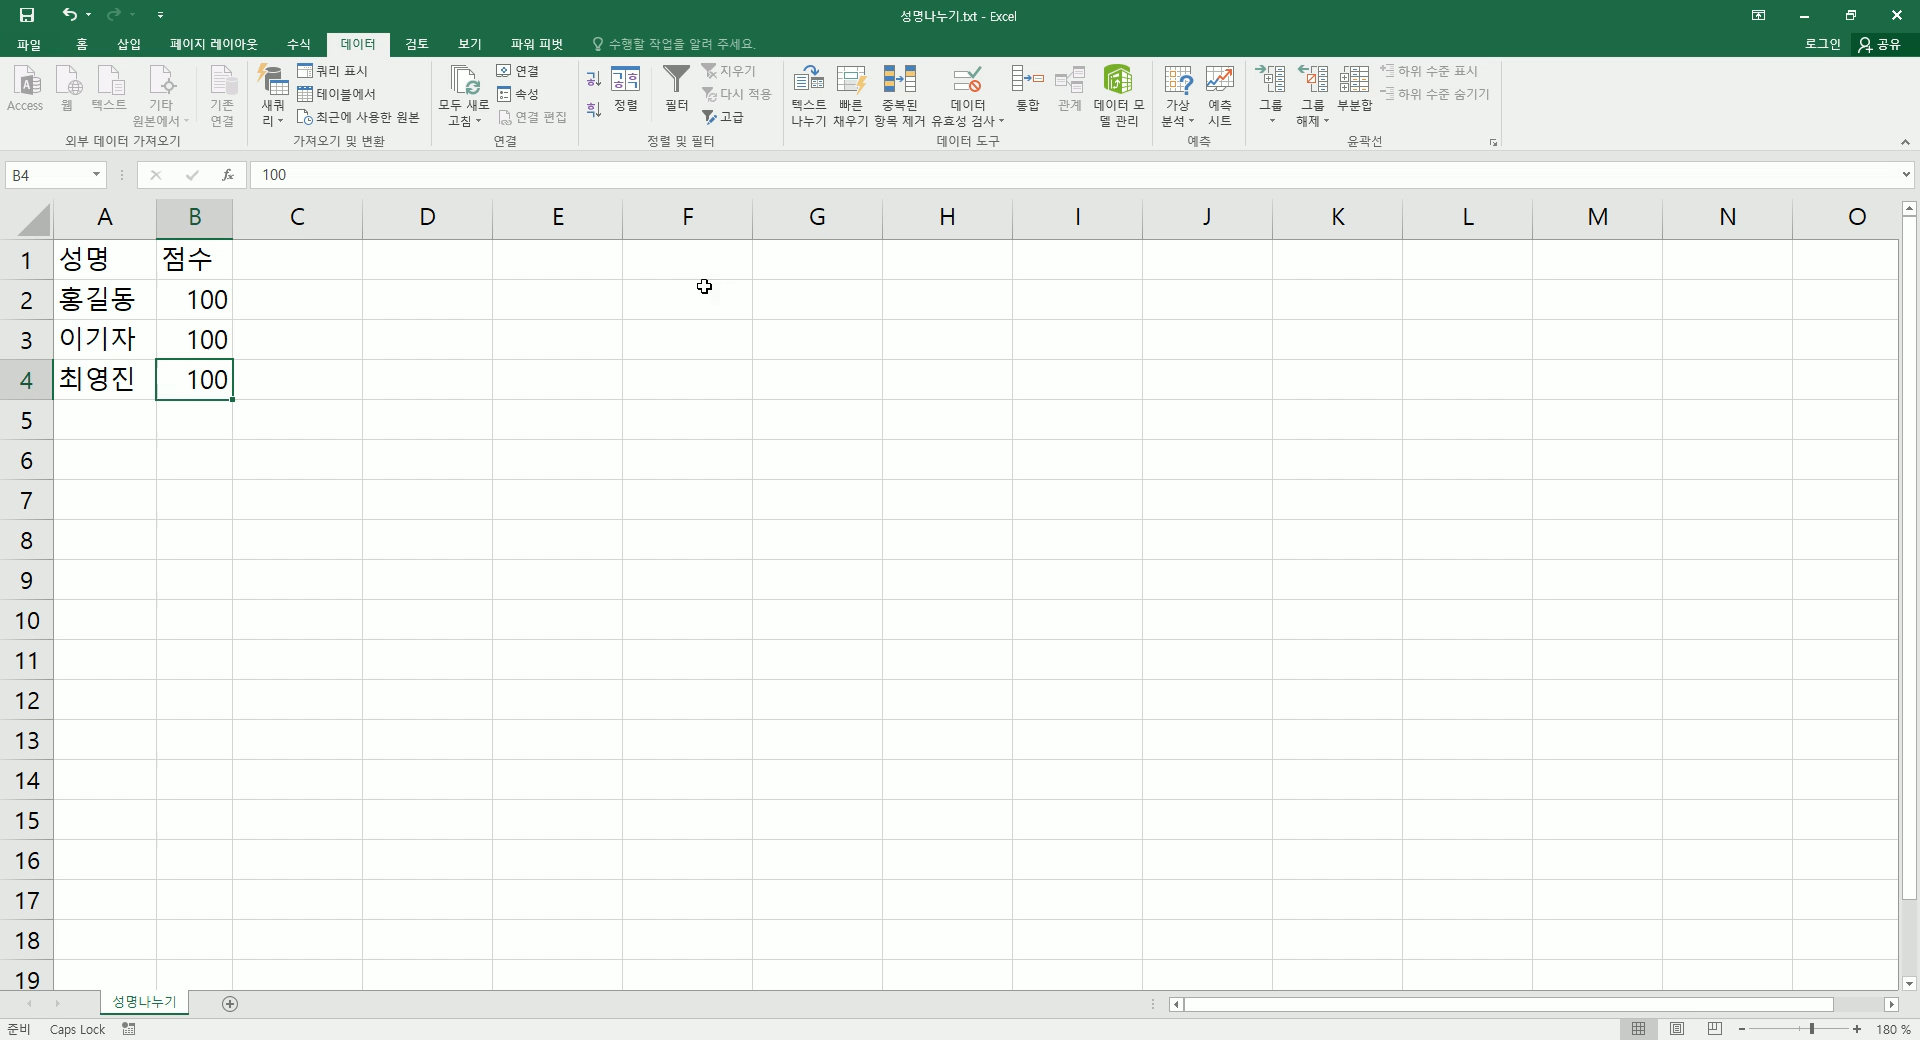 성명나누기.txt - Excel
파일 홈 삽입 페이지 레이아웃 수식 데이터 검토 보기 파워 피벗 수행할 작업을 알려 주세요. 로그인 공유
Access 웹 텍스트 기타 원본에서 기존 연결
외부 데이터 가져오기
새쿼리 쿼리 표시 테이블에서 최근에 사용한 원본
가져오기 및 변환
모두 새로 고침 연결 속성 연결 편집
연결
정렬 필터 지우기 다시 적용 고급
정렬 및 필터
텍스트 나누기 빠른 채우기 중복된 항목 제거 데이터 유효성 검사 통합 관계 데이터 모델 관리
데이터 도구
가상 분석 예측 시트
예측
그룹 그룹 해제 부분합 하위 수준 표시 하위 수준 숨기기
윤곽선
B4 fx 100
A B C D E F G H I J K L M N O
1 성명 점수
2 홍길동 100
3 이기자 100
4 최영진 100
5
6
7
8
9
10
11
12
13
14
15
16
17
18
19
성명나누기
준비 Caps Lock 180 %